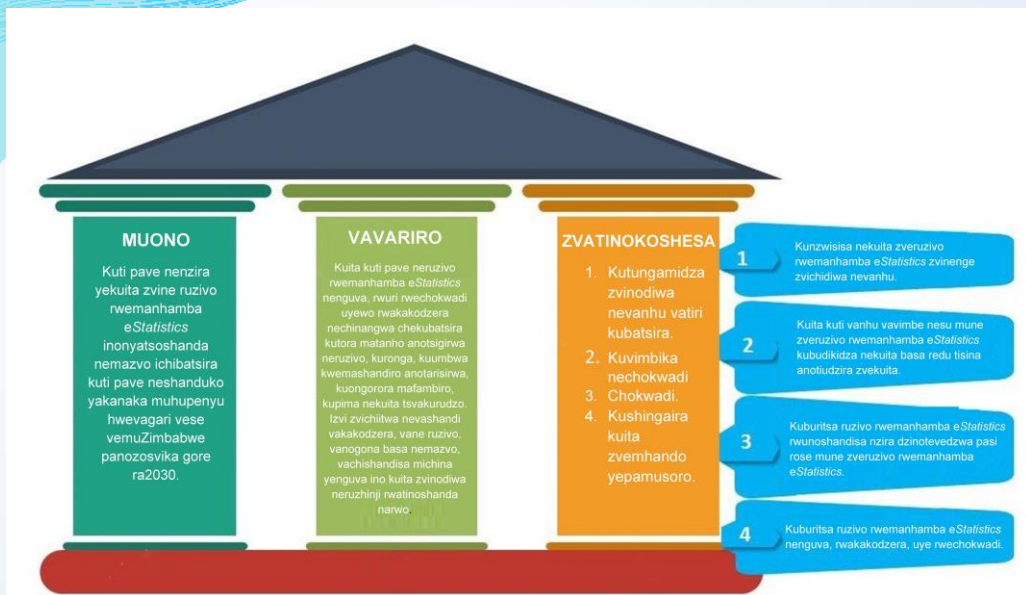 MUONO
Kuti pave nenzira
yekuita zvine ruzivo
rwemanhamba
eStatistics
inonyatsoshanda
nemazvo ichibatsira
kuti pave neshanduko
yakanaka muhupenyu
hwevagari vese
vemuZimbabwe
panozosvika gore
ra2030.
VAVARIRO
Kuita kuti pave neruzivo
rwemanhamba eStatistics
nenguva, rwuri rwechokwadi
uyewo rwakakodzera
nechinangwa chekubatsira
kutora matanho anotsigirwa
neruzivo, kuronga, kuumbwa
kwemashandiro anotarisirwa,
kuongorora mafambiro,
kupima nekuita tsvakurudzo.
Izvi zvichiitwa nevashandi
vakakodzera, vane ruzivo,
vanogona basa nemazvo,
vachishandisa michina
yenguva ino kuita zvinodiwa
neruzhinji rwatinoshanda
narwo.
ZVATINOKOSHESA
1. Kutungamidza
zvinodiwa
nevanhu vatiri
kubatsira.
2. Kuvimbika
nechokwadi
3. Chokwadi.
4. Kushingaira
kuita
zvemhando
yepamusoro.
1
Kunzwisisa nekuita zveruzivo
rwemanhamba eStatistics zvinenge
zvichidiwa nevanhu.
2
Kuita kuti vanhu vavimbe nesu mune
zveruzivo rwemanhamba eStatistics
kubudikidza nekuita basa redu tisina
anotiudzira zvekuita.
3
Kuburitsa ruzivo rwemanhamba eStatistics
rwunoshandisa nzira dzinotevedzwa pasi
rose mune zveruzivo rwemanhamba
eStatistics.
4
Kuburitsa ruzivo rwemanhamba eStatistics
nenguva, rwakakodzera, uye rwechokwadi.